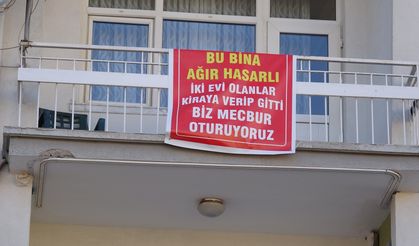 BU BİNA
AĞIR HASARLI
İKİ EVİ OLANLAR
KİRAYA VERİP GİTTİ
BİZ MECBUR
OTURUYORUZ